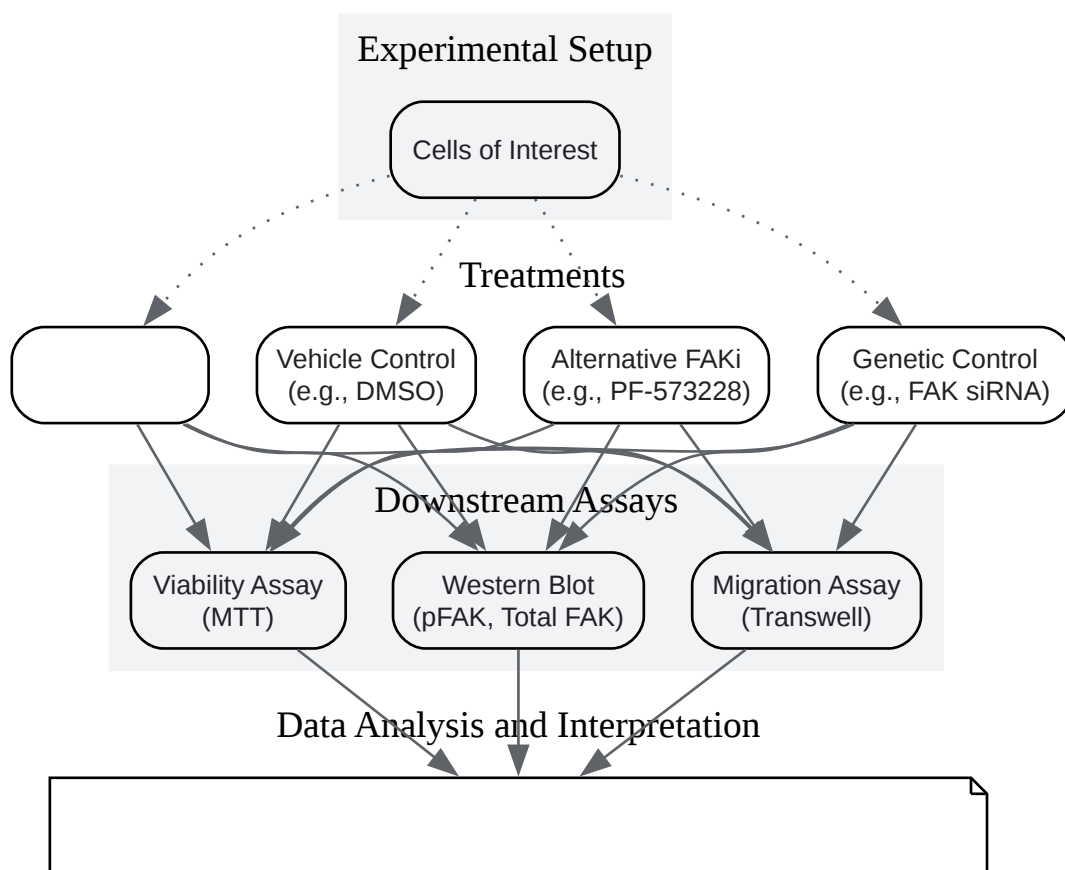 Experimental Setup
Cells of Interest
Treatments
Vehicle Control
(e.g., DMSO)
Alternative FAKi
(e.g., PF-573228)
Genetic Control
(e.g., FAK siRNA)
Downstream Assays
Viability Assay
(MTT)
Western Blot
(pFAK, Total FAK)
Migration Assay
(Transwell)
Data Analysis and Interpretation